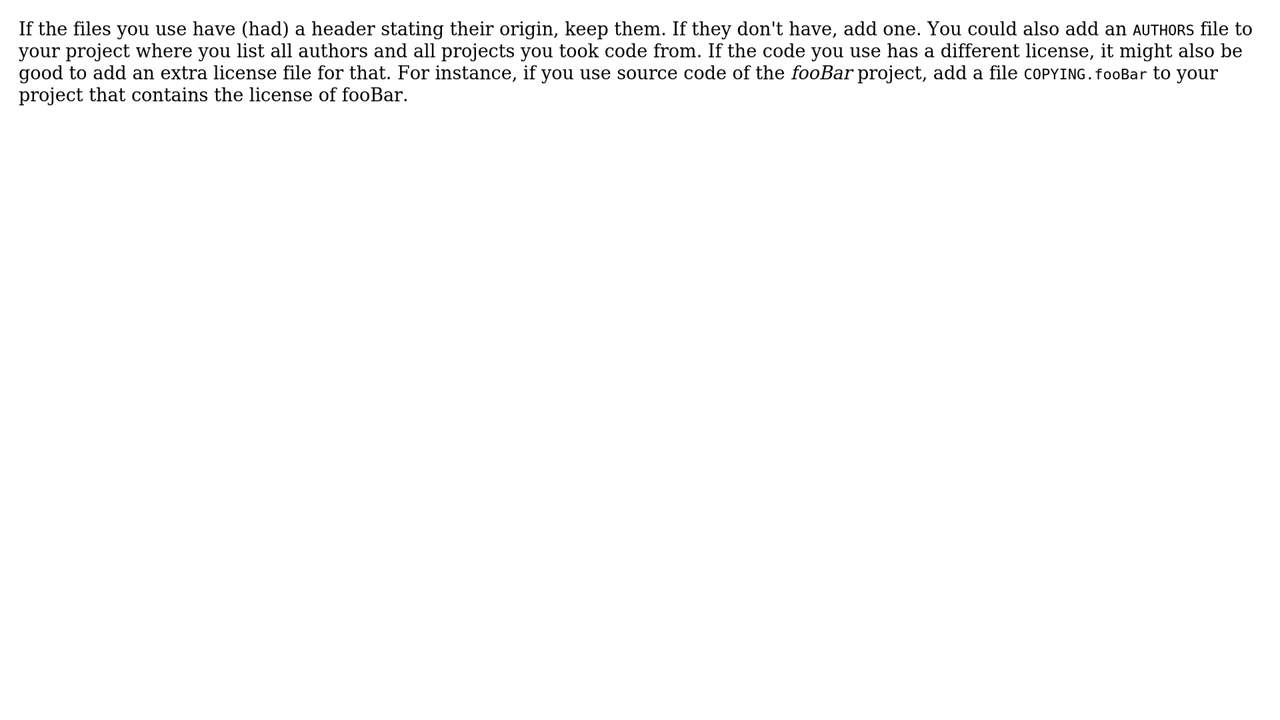 If the files you use have (had) a header stating their origin, keep them. If they don't have, add one. You could also add an AUTHORS file to
your project where you list all authors and all projects you took code from. If the code you use has a different license, it might also be
good to add an extra license file for that. For instance, if you use source code of the fooBar project, add a file COPYING.fooBar to your
project that contains the license of fooBar.